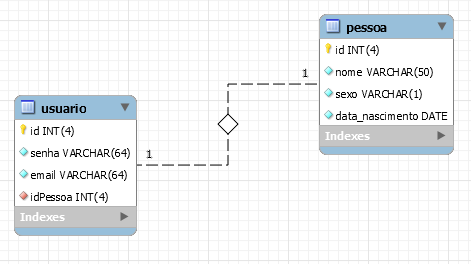 pessoa
id INT(4)
nome VARCHAR(50)
sexo VARCHAR(1)
data_nascimento DATE
Indexes
1
usuario
id INT(4)
senha VARCHAR(64)
email VARCHAR(64)
idPessoa INT(4)
Indexes
1